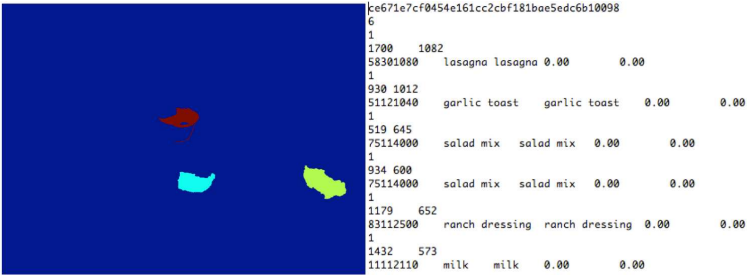 ce671e7cf0454e161cc2cbf181bae5edc6b10098
6
1
1700 1082
58301080 lasagna lasagna 0.00 0.00
1
930 1012
51121040 garlic toast garlic toast 0.00 0.00
1
519 645
75114000 salad mix salad mix 0.00 0.00
1
934 600
75114000 salad mix salad mix 0.00 0.00
1
1179 652
83112500 ranch dressing ranch dressing 0.00 0.00
1
1432 573
11112110 milk milk 0.00 0.00